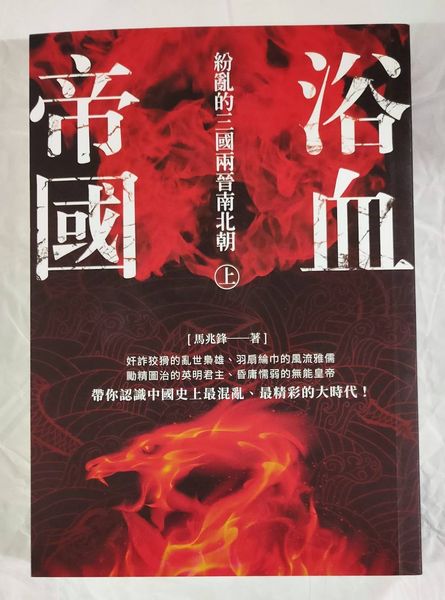 浴血
帝國
紛亂的三國兩晉南北朝 上
[馬兆鋒——著]
奸詐狡猾的亂世梟雄、羽扇綸巾的風流雅儒
勵精圖治的英明君主、昏庸懦弱的無能皇帝
帶你認識中國史上最混亂、最精彩的大時代！